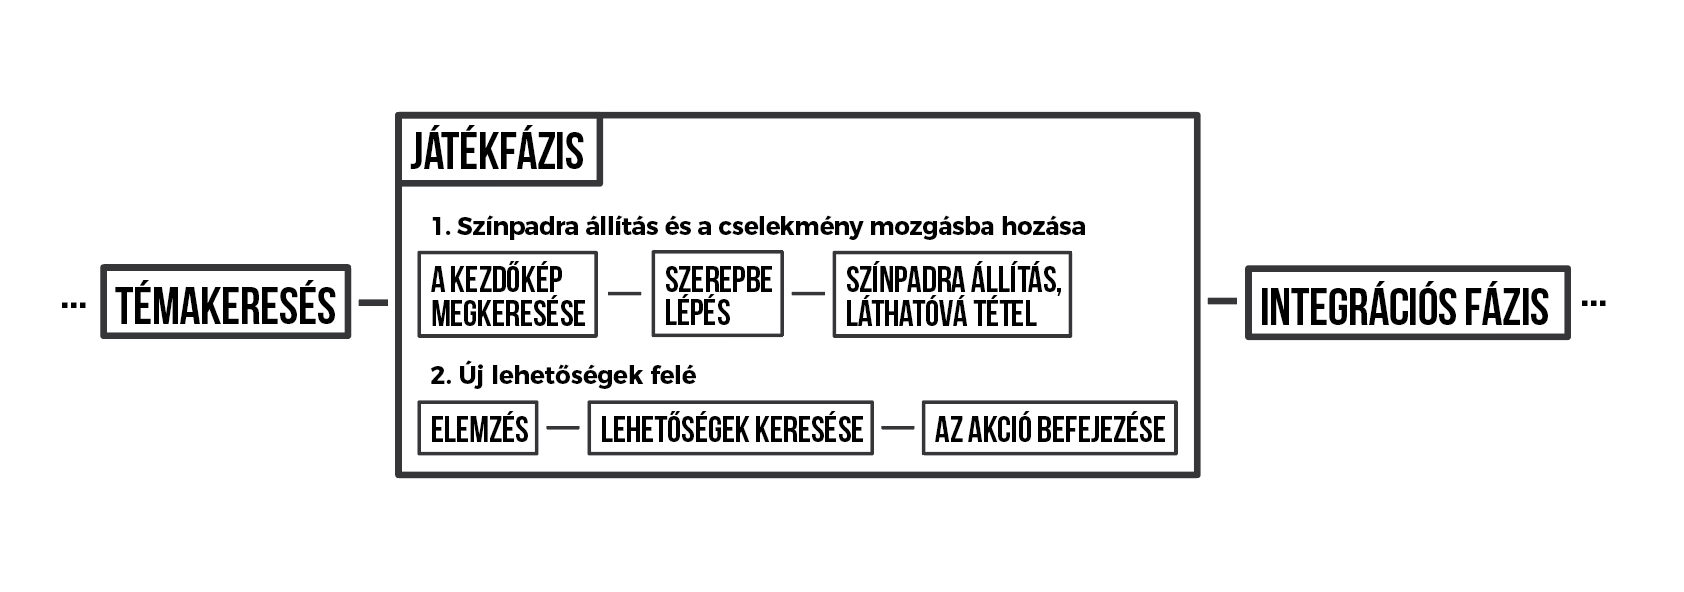 ... TÉMAKERESÉS
JÁTÉKFÁZIS
1. Színpadra állítás és a cselekmény mozgásba hozása
A KEZDŐKÉP
MEGKERESÉSE
SZEREPBE
LÉPÉS
SZÍNPADRA ÁLLÍTÁS,
LÁTHATÓVÁ TÉTEL
2. Új lehetőségek felé
ELEMZÉS
LEHETŐSÉGEK KERESÉSE
AZ AKCIÓ BEFEJEZÉSE
INTEGRÁCIÓS FÁZIS ...